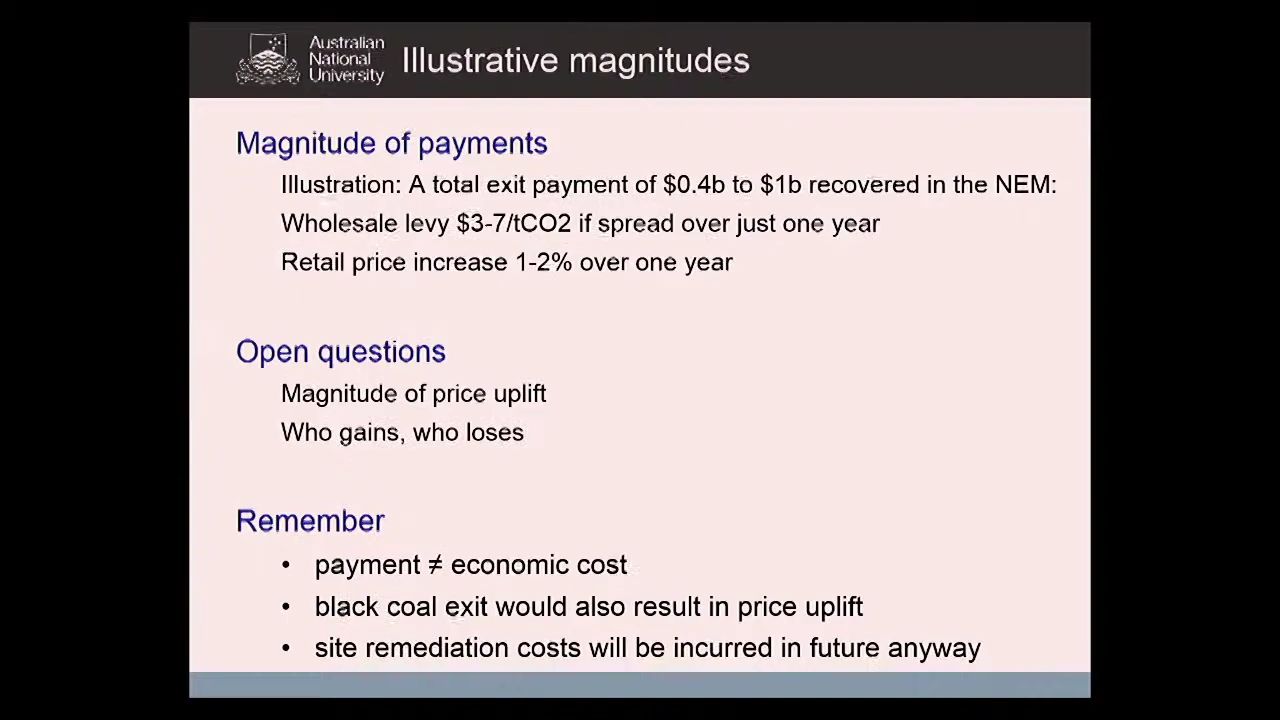 Australian
National
University
Illustrative magnitudes
Magnitude of payments
Illustration: A total exit payment of $0.4b to $1b recovered in the NEM:
Wholesale levy $3-7/tCO2 if spread over just one year
Retail price increase 1-2% over one year
Open questions
Magnitude of price uplift
Who gains, who loses
Remember
• payment ≠ economic cost
• black coal exit would also result in price uplift
• site remediation costs will be incurred in future anyway